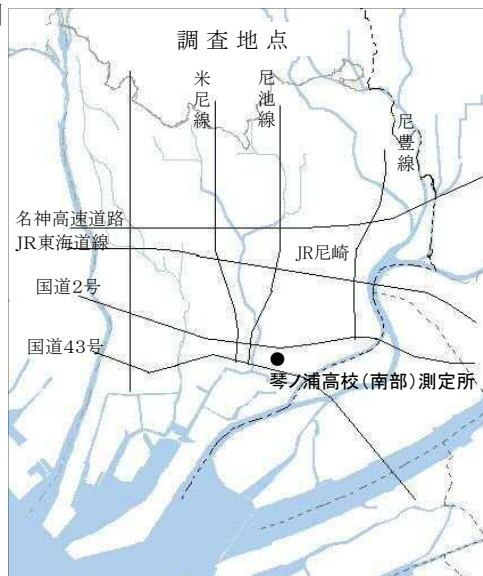 調査地点
米尼線
尼池線
尼豊線
名神高速道路
JR東海道線
JR尼崎
国道2号
国道43号
琴ノ浦高校(南部)測定所